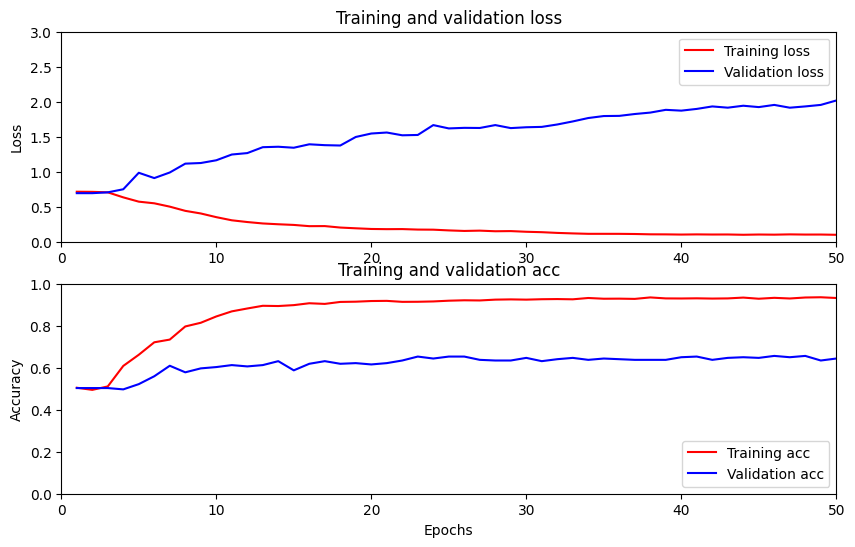 Training and validation loss
3.0
2.5
2.0
1.5
1.0
0.5
0.0
Loss
Training loss
Validation loss
0 10 20 30 40 50
Training and validation acc
1.0
0.8
0.6
0.4
0.2
0.0
Accuracy
Training acc
Validation acc
0 10 20 30 40 50
Epochs